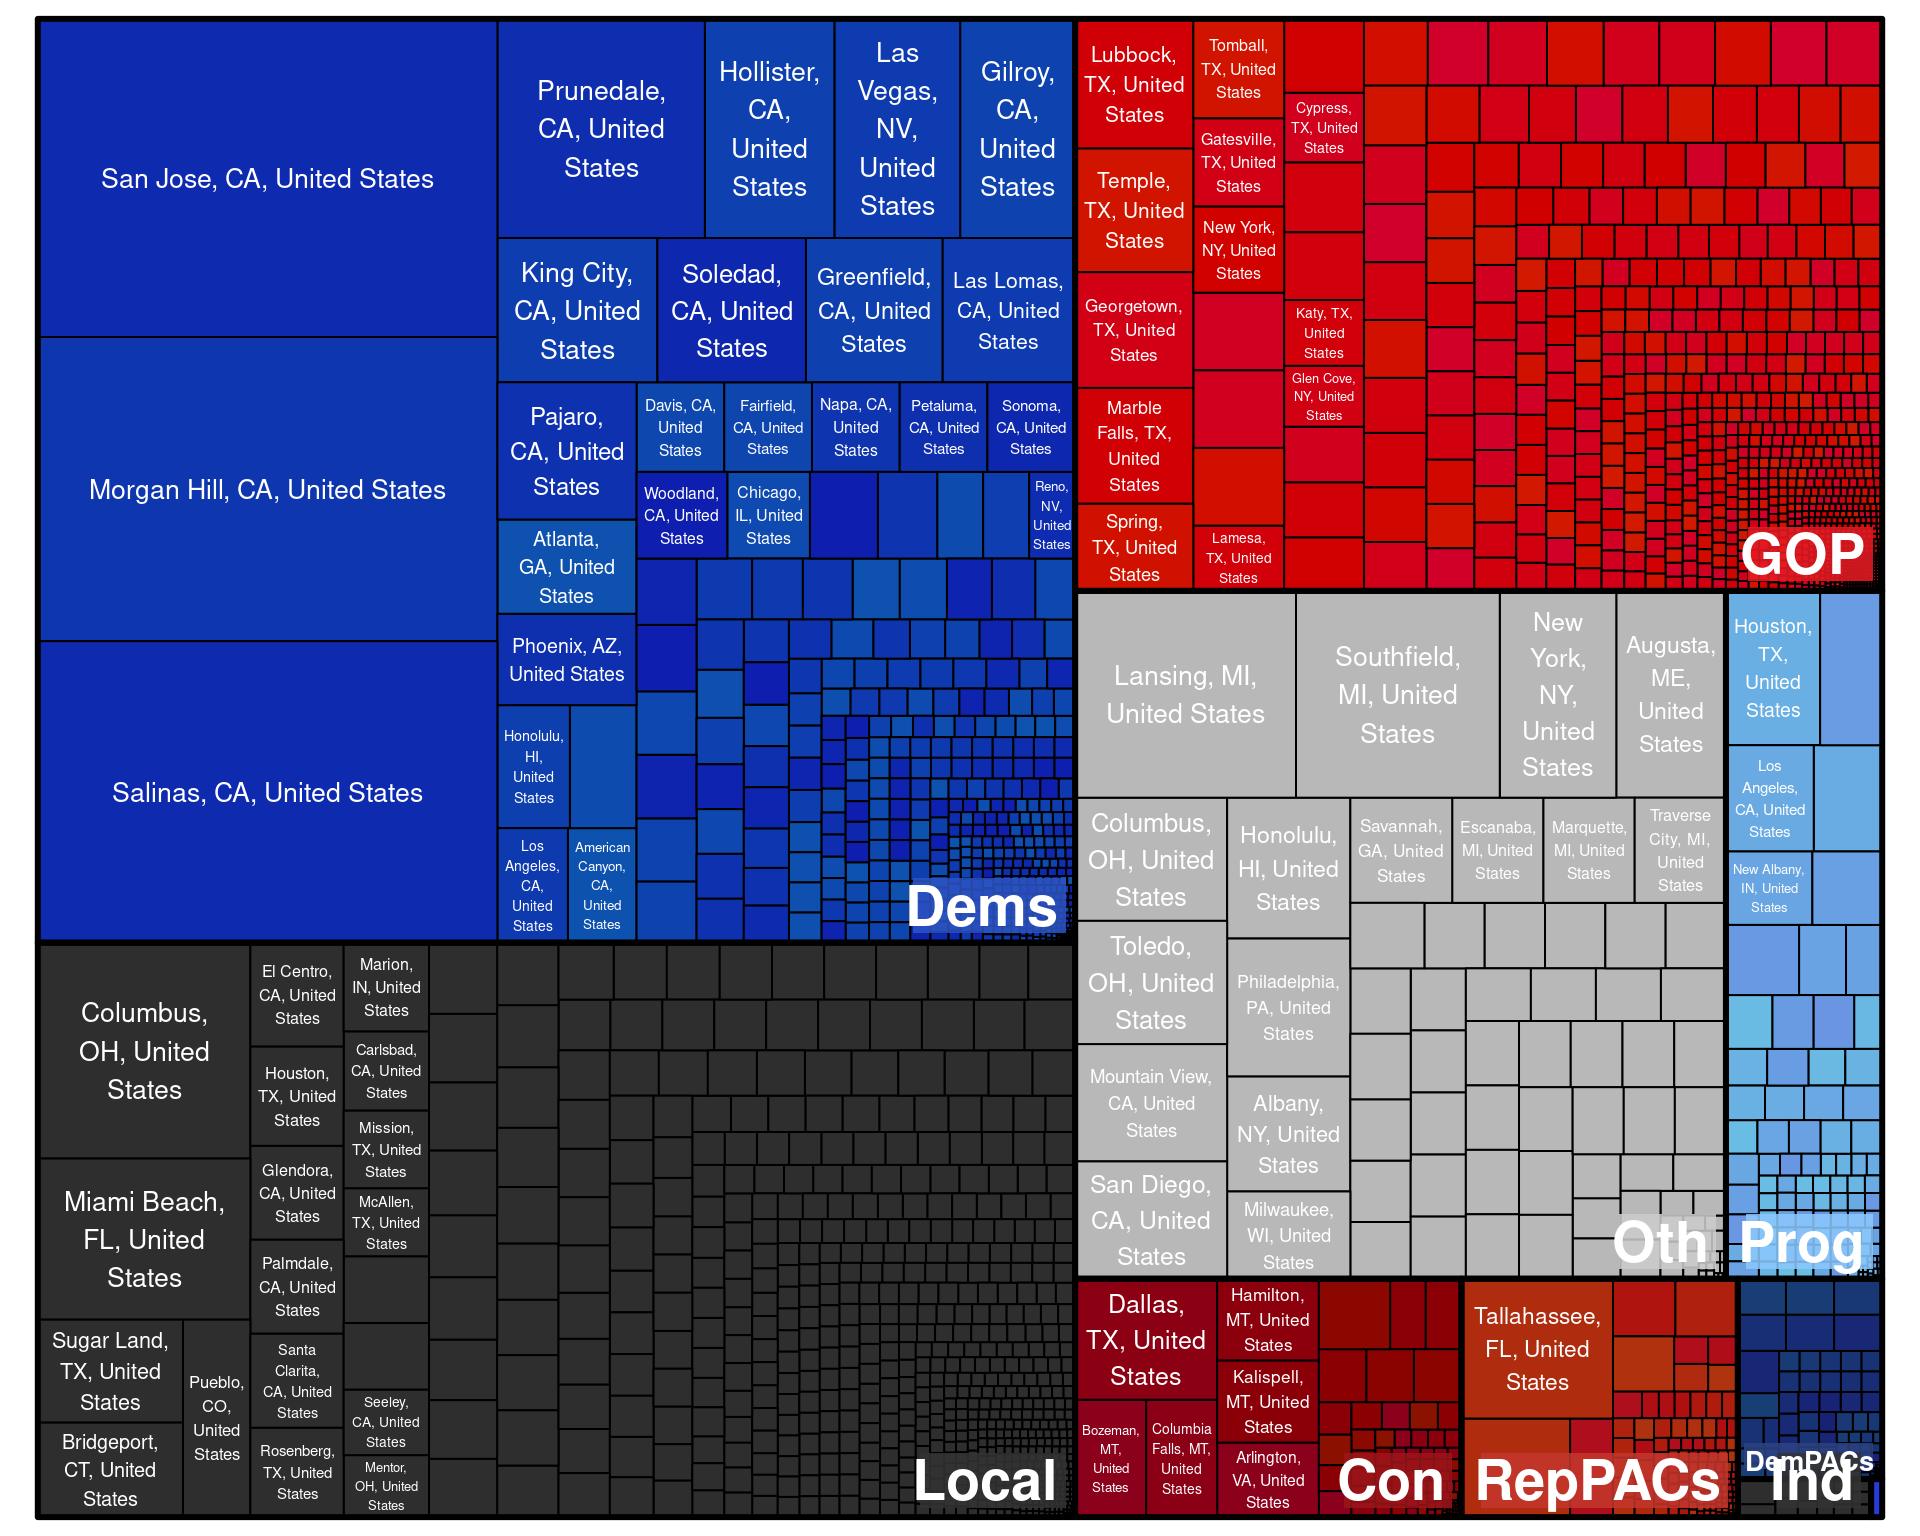 San Jose, CA, United States
Morgan Hill, CA, United States
Salinas, CA, United States
Prunedale,
CA, United
States
Hollister,
CA,
United
States
Las
Vegas,
NV,
United
States
Gilroy,
CA,
United
States
King City,
CA, United
States
Soledad,
CA, United
States
Greenfield,
CA, United
States
Las Lomas,
CA, United
States
Pajaro,
CA, United
States
Davis, CA,
United
States
Fairfield,
CA, United
States
Napa, CA,
United
States
Petaluma,
CA, United
States
Sonoma,
CA, United
States
Woodland,
CA, United
States
Chicago,
IL, United
States
Reno,
NV,
United
States
Atlanta,
GA, United
States
Phoenix, AZ,
United States
Honolulu,
HI,
United
States
Los
Angeles,
CA,
United
States
American
Canyon,
CA,
United
States
Dems
Lubbock,
TX, United
States
Temple,
TX, United
States
Georgetown,
TX, United
States
Marble
Falls, TX,
United
States
Spring,
TX, United
States
Tomball,
TX, United
States
Gatesville,
TX, United
States
New York,
NY, United
States
Lamesa,
TX, United
States
Cypress,
TX, United
States
Katy, TX,
United
States
Glen Cove,
NY, United
States
GOP
Lansing, MI,
United States
Southfield,
MI, United
States
New
York,
NY,
United
States
Augusta,
ME,
United
States
Columbus,
OH, United
States
Toledo,
OH, United
States
Mountain View,
CA, United
States
San Diego,
CA, United
States
Honolulu,
HI, United
States
Philadelphia,
PA, United
States
Albany,
NY, United
States
Milwaukee,
WI, United
States
Savannah,
GA, United
States
Escanaba,
MI, United
States
Marquette,
MI, United
States
Traverse
City, MI,
United
States
Oth
Houston,
TX,
United
States
Los
Angeles,
CA, United
States
New Albany,
IN, United
States
Prog
Columbus,
OH, United
States
Miami Beach,
FL, United
States
Sugar Land,
TX, United
States
Bridgeport,
CT, United
States
Pueblo,
CO,
United
States
El Centro,
CA, United
States
Houston,
TX, United
States
Glendora,
CA, United
States
Palmdale,
CA, United
States
Santa
Clarita,
CA, United
States
Rosenberg,
TX, United
States
Marion,
IN, United
States
Carlsbad,
CA, United
States
Mission,
TX, United
States
McAllen,
TX, United
States
Seeley,
CA, United
States
Mentor,
OH, United
States
Local
Dallas,
TX, United
States
Bozeman,
MT,
United
States
Columbia
Falls, MT,
United
States
Hamilton,
MT, United
States
Kalispell,
MT, United
States
Arlington,
VA, United
States
Con
Tallahassee,
FL, United
States
RepPACs
DemPACs
Ind